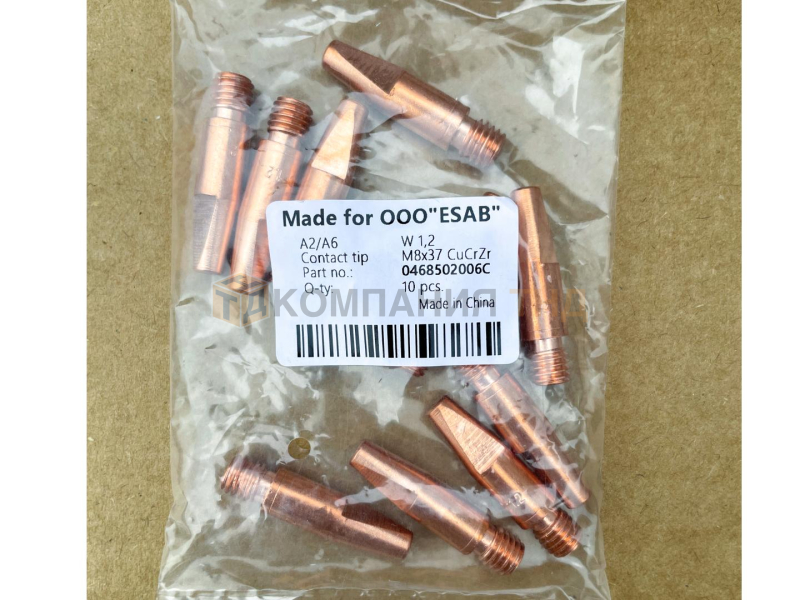 Made for OOO"ESAB"
A2/A6 W 1,2
Contact tip M8x37 CuCrZr
Part no.: 0468502006C
Q-ty: 10 pcs.
Made in China
КОМПАНИЯ